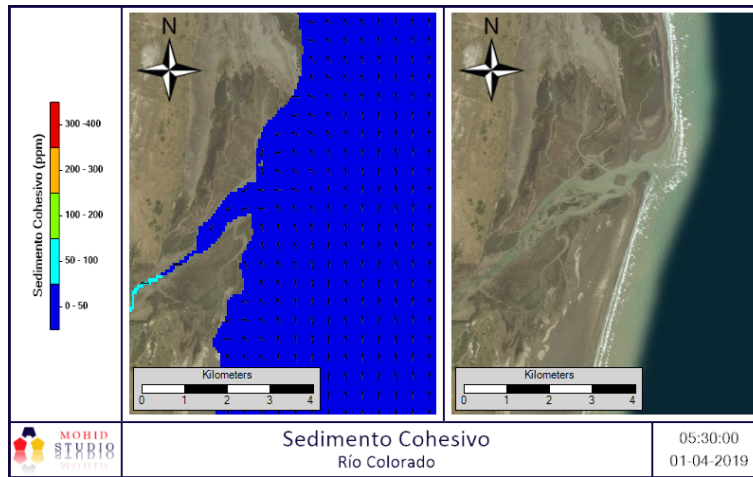 Sedimento Cohesivo (ppm)
300 -400
200 - 300
100 - 200
50 - 100
0 - 50
N
Kilometers
0 1 2 3 4
N
Kilometers
0 1 2 3 4
MOHID
STUDIO
Sedimento Cohesivo
Río Colorado
05:30:00
01-04-2019